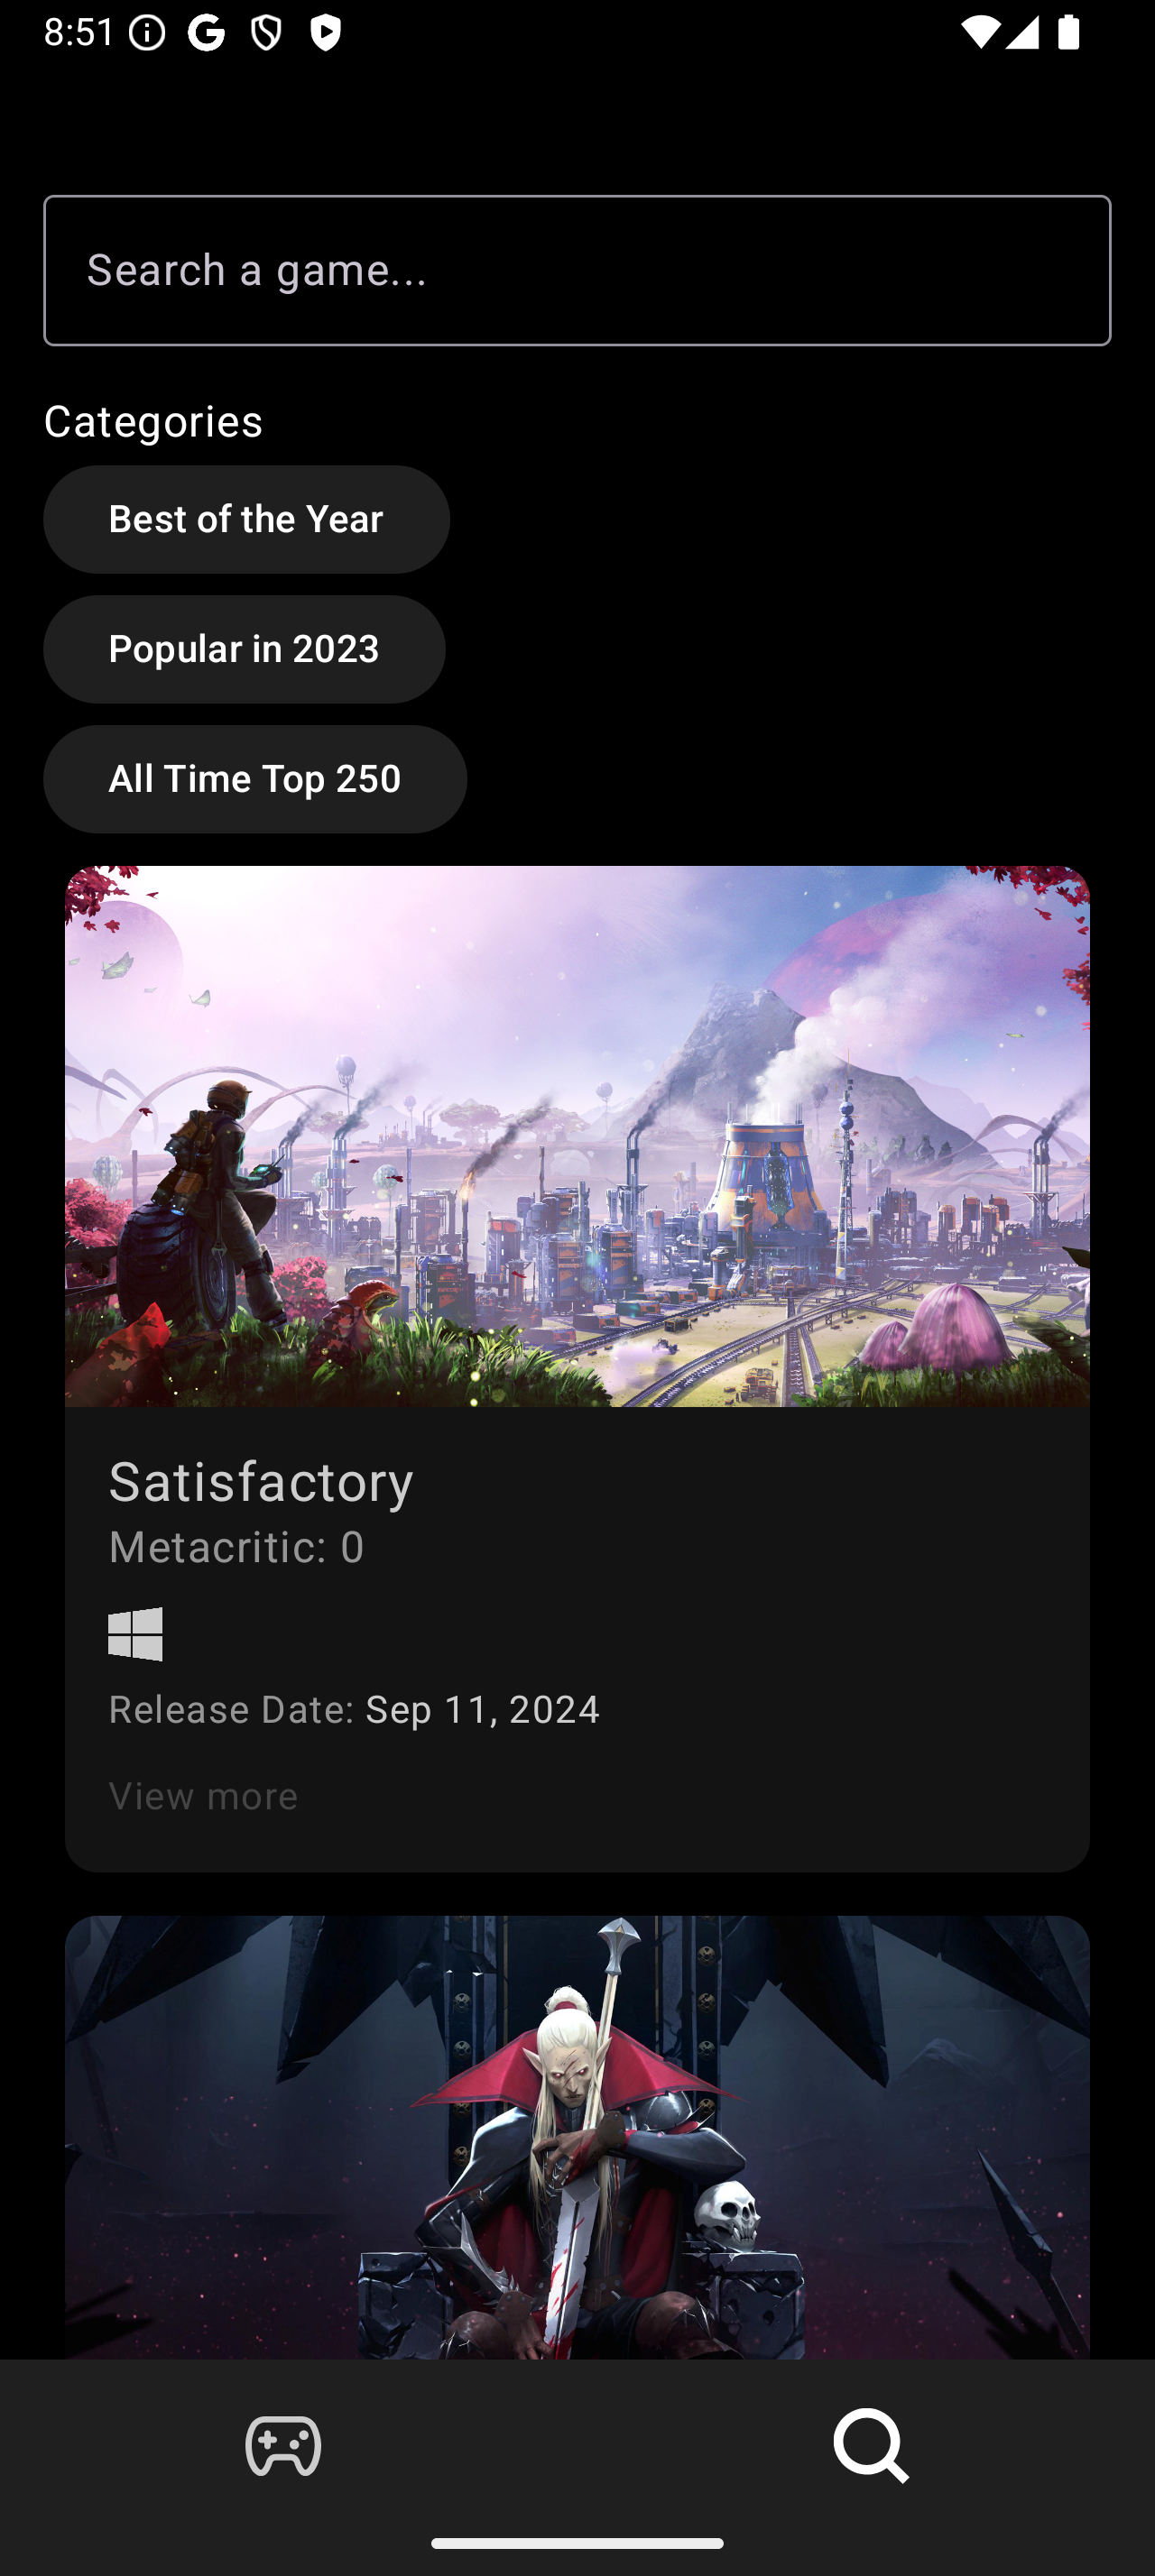 8:51
Search a game...
Categories
Best of the Year
Popular in 2023
All Time Top 250
Satisfactory
Metacritic: 0
Release Date: Sep 11, 2024
View more